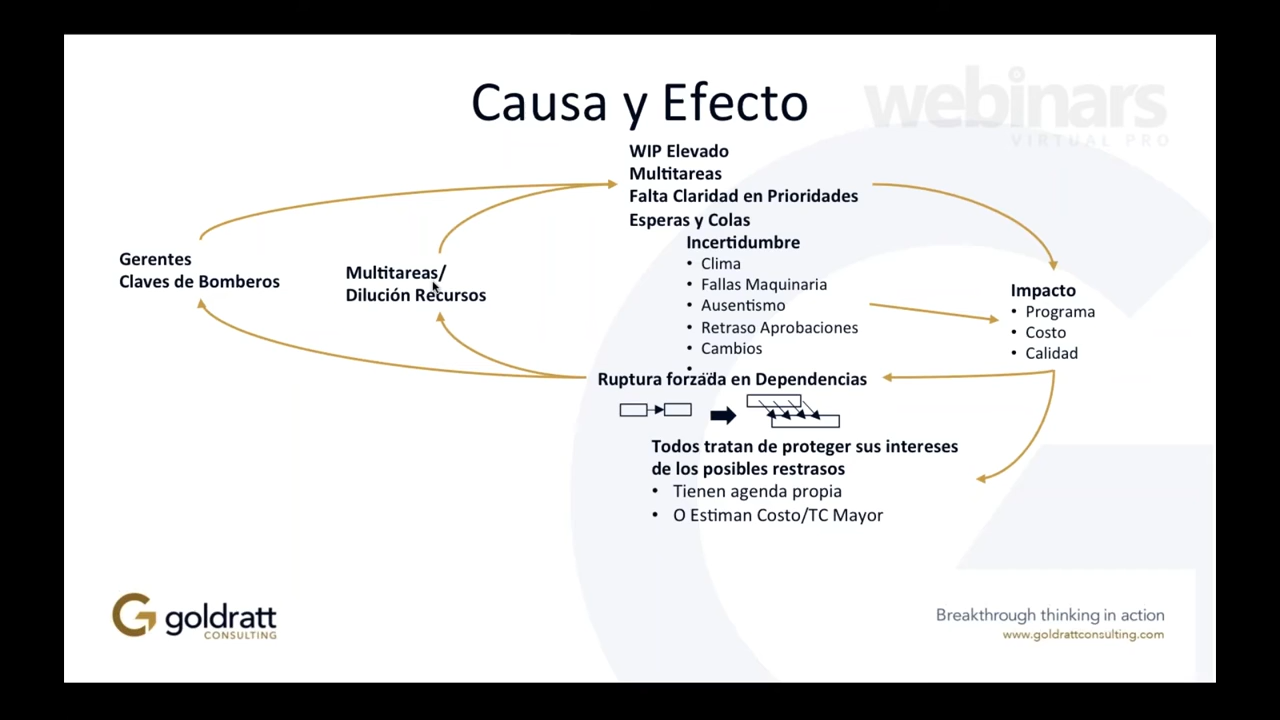 Causa y Efecto
webinars
VIRTUAL PRO
WIP Elevado
Multitareas
Falta Claridad en Prioridades
Esperas y Colas
Incertidumbre
• Clima
• Fallas Maquinaria
• Ausentismo
• Retraso Aprobaciones
• Cambios
• ...
Gerentes
Claves de Bomberos
Multitareas/
Dilución Recursos
Impacto
• Programa
• Costo
• Calidad
Ruptura forzada en Dependencias
Todos tratan de proteger sus intereses
de los posibles restrasos
• Tienen agenda propia
• O Estiman Costo/TC Mayor
goldratt
CONSULTING
Breakthrough thinking in action
www.goldrattconsulting.com